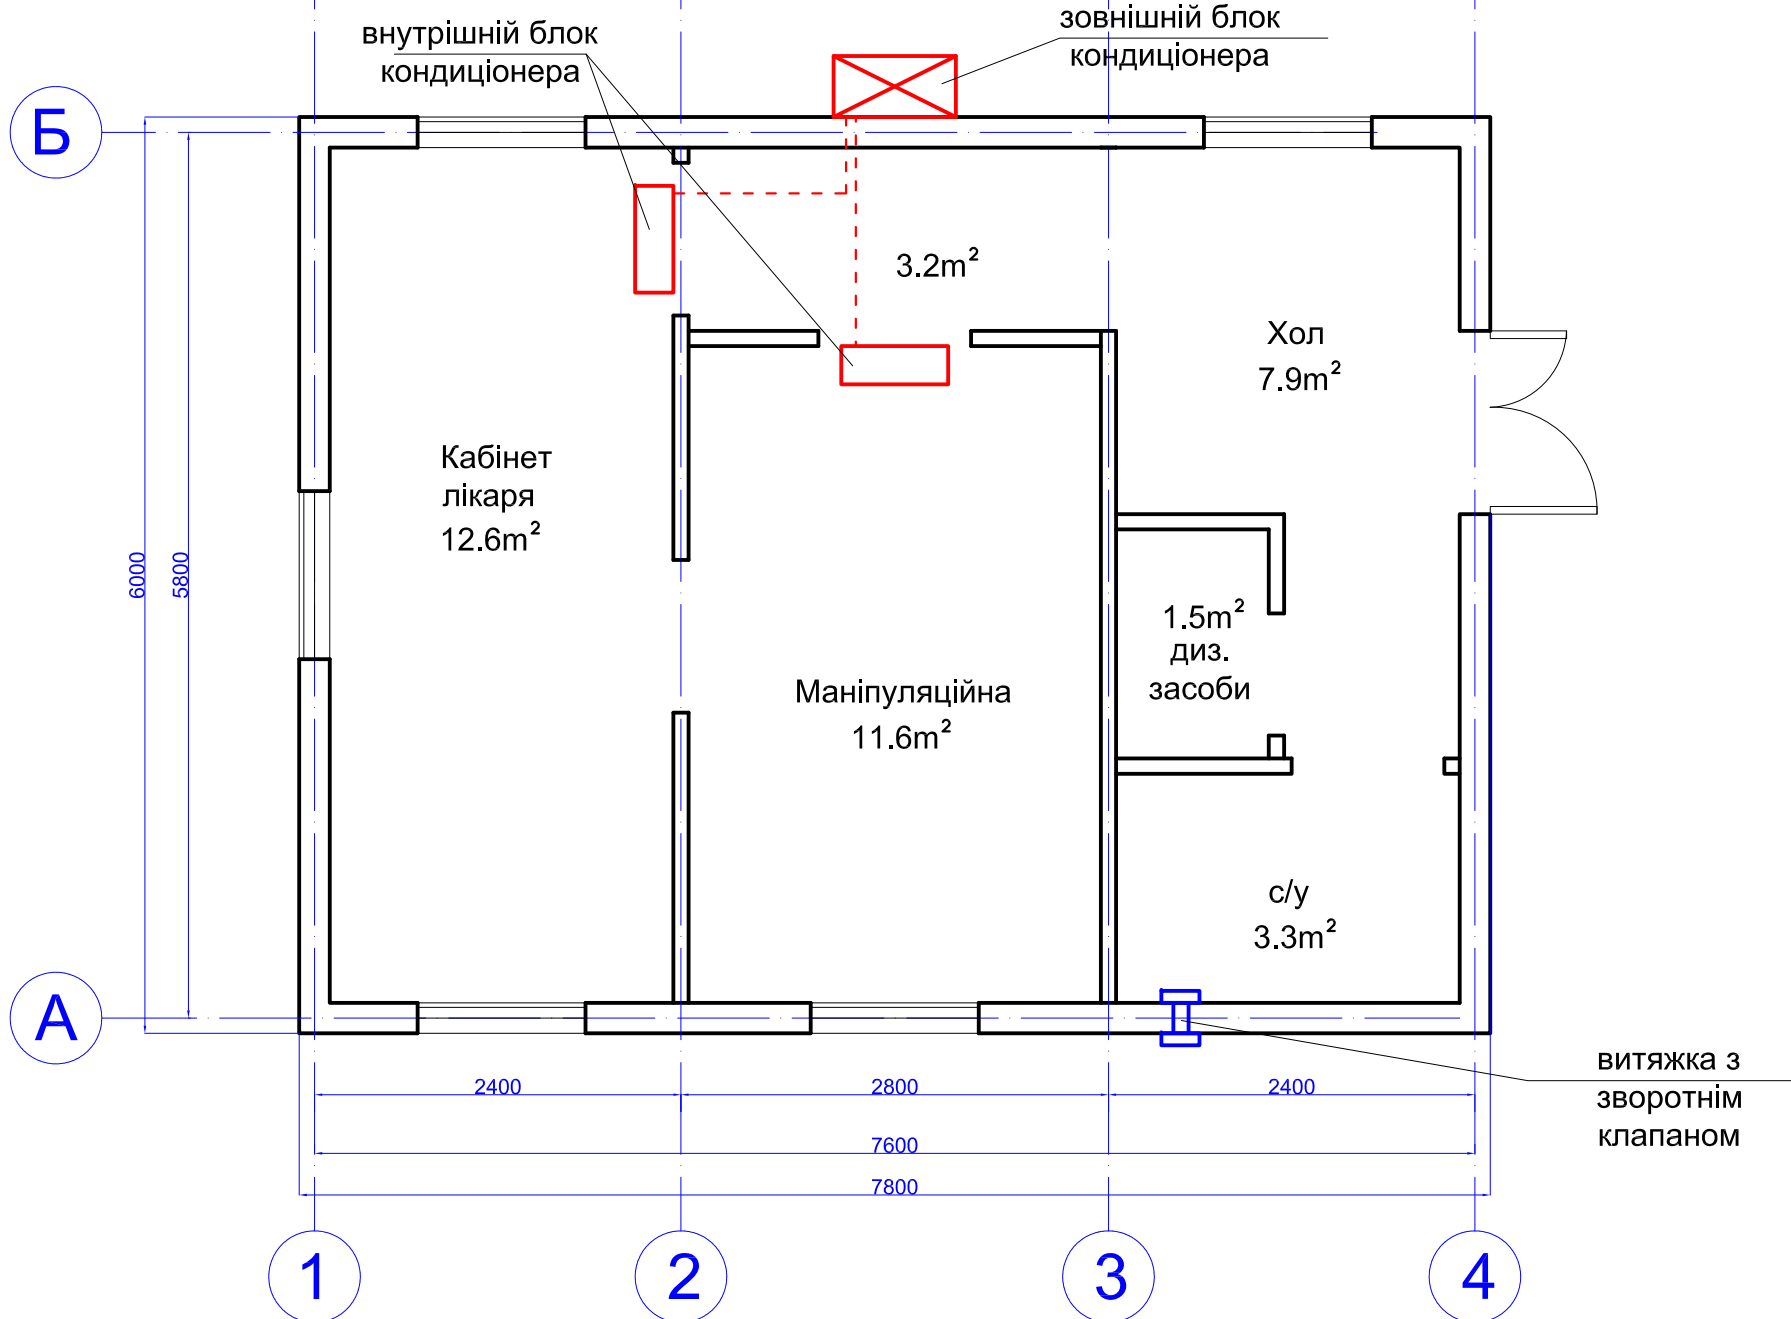 внутрішній блок
кондиціонера
зовнішній блок
кондиціонера
Б
3.2m²
Хол
7.9m²
Кабінет
лікаря
12.6m²
6000
5800
1.5m²
диз.
засоби
Маніпуляційна
11.6m²
с/у
3.3m²
А
витяжка з
зворотнім
клапаном
2400
2800
2400
7600
7800
1
2
3
4